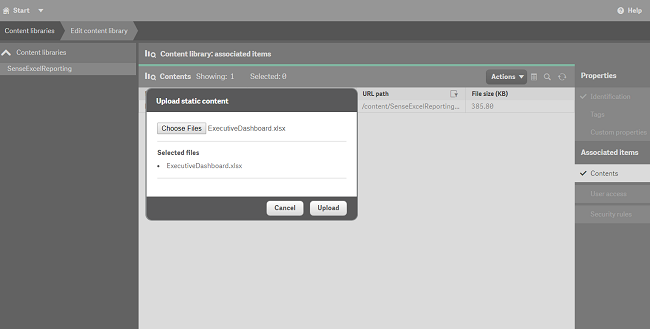 Start
Help
Content libraries
Edit content library
Content libraries
SenseExcelReporting
Content library: associated items
Contents Showing: 1 Selected: 0
Actions
URL path
File size (KB)
/content/SenseExcelReporting...
385.80
Upload static content
Choose Files ExecutiveDashboard.xlsx
Selected files
• ExecutiveDashboard.xlsx
Cancel
Upload
Properties
Identification
Tags
Custom properties
Associated items
Contents
User access
Security rules